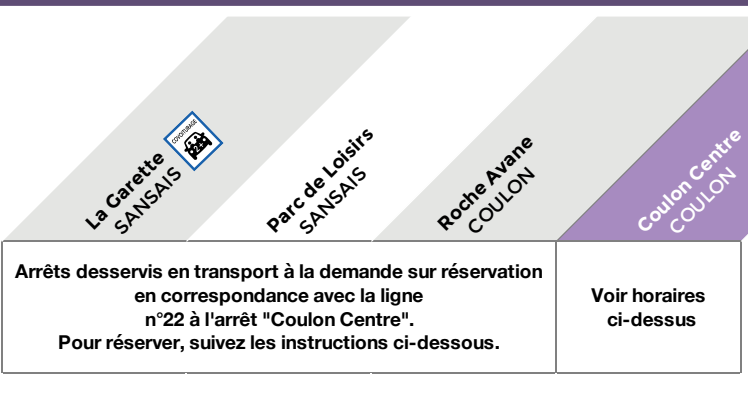 La Garette
SANSAIS
COVOITURAGE
Parc de Loisirs
SANSAIS
Roche Avane
COULON
Coulon Centre
COULON
Arrêts desservis en transport à la demande sur réservation
en correspondance avec la ligne
n°22 à l'arrêt "Coulon Centre".
Pour réserver, suivez les instructions ci-dessous.
Voir horaires
ci-dessus